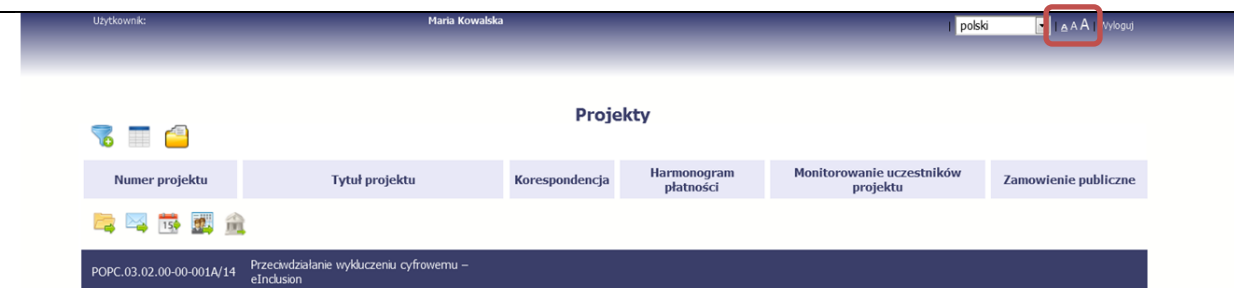 Użytkownik: Maria Kowalska | polski | A A A | Wyloguj
Projekty
Numer projektu Tytuł projektu Korespondencja Harmonogram płatności Monitorowanie uczestników projektu Zamowienie publiczne
15
POPC.03.02.00-00-001A/14 Przeciwdziałanie wykluczeniu cyfrowemu –
eInclusion